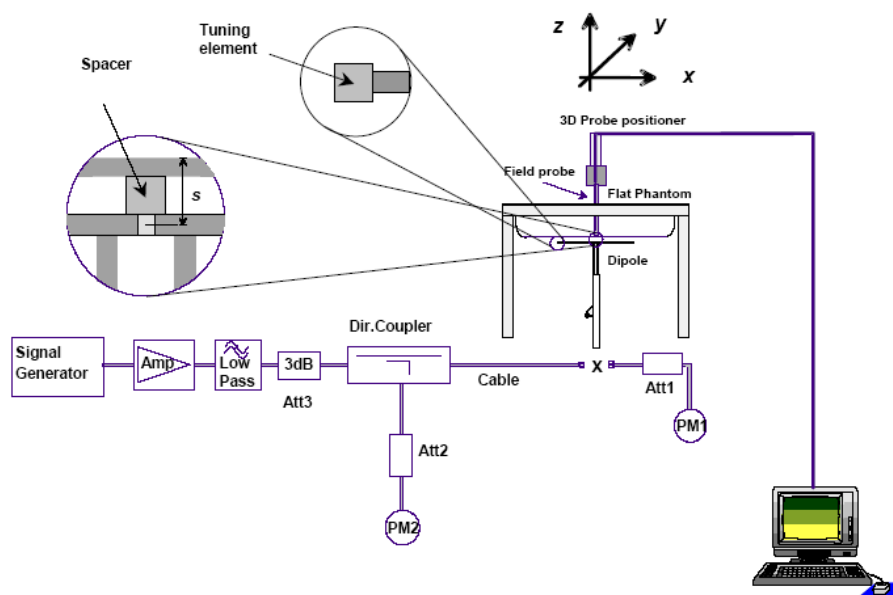 Tuning
element
Spacer
z
y
x
3D Probe positioner
Field probe
Flat Phantom
s
Dipole
Dir.Coupler
Signal
Generator
Amp
Low
Pass
3dB
Att3
Cable
X
Att1
PM1
Att2
PM2